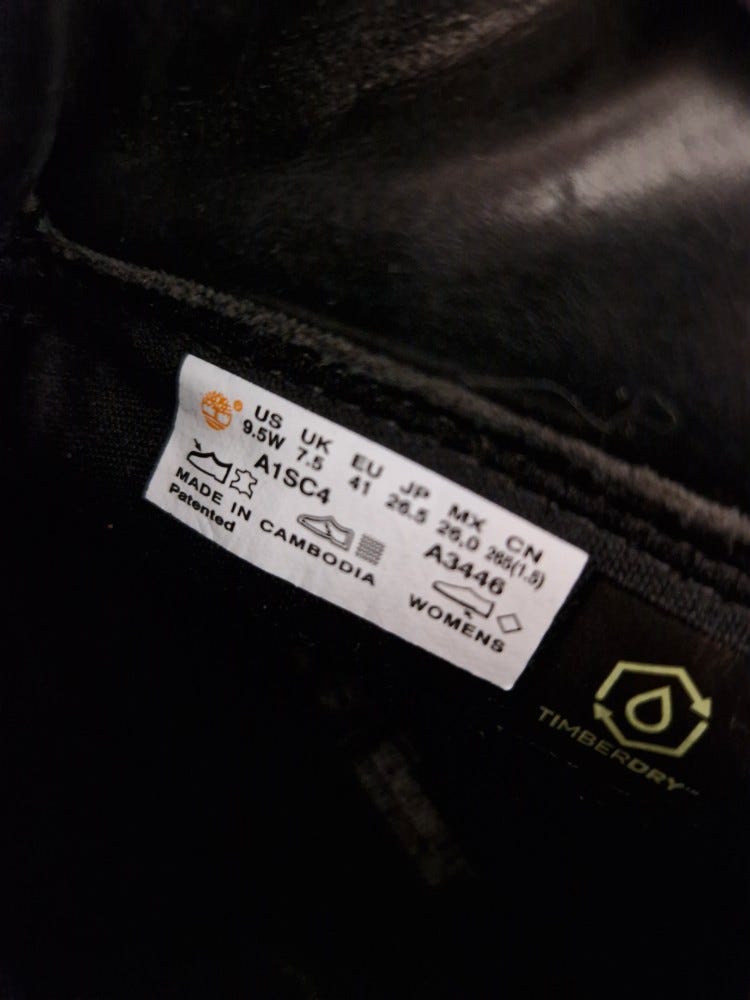 ® US UK EU JP MX CN
9.5W 7.5 41 26.5 26.0 265(1.5)
A1SC4 A3446
MADE IN CAMBODIA WOMENS
Patented
TIMBERDRY™